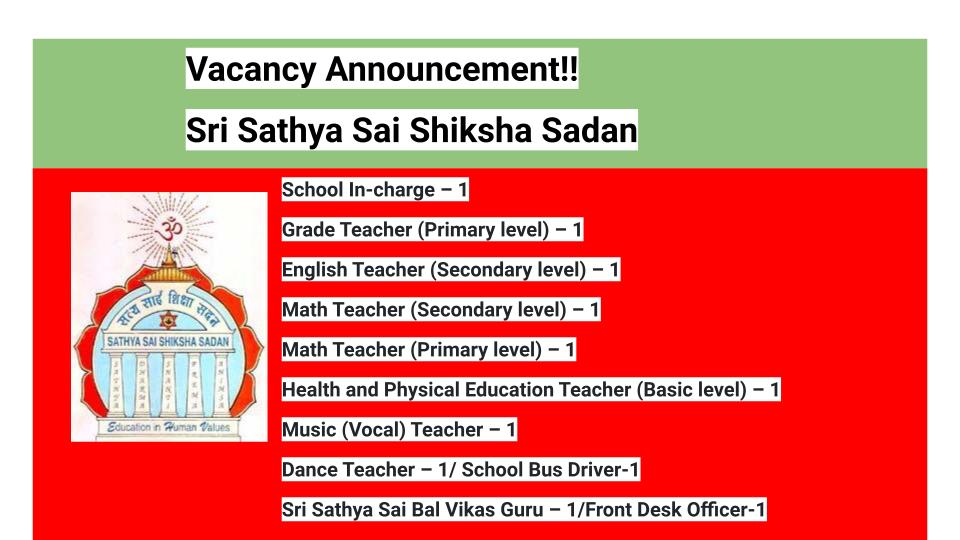 Vacancy Announcement!!
Sri Sathya Sai Shiksha Sadan
School In-charge – 1
Grade Teacher (Primary level) – 1
English Teacher (Secondary level) – 1
Math Teacher (Secondary level) – 1
Math Teacher (Primary level) – 1
Health and Physical Education Teacher (Basic level) – 1
Music (Vocal) Teacher – 1
Dance Teacher – 1/ School Bus Driver-1
Sri Sathya Sai Bal Vikas Guru – 1/Front Desk Officer-1
ॐ
सत्य साई शिक्षा सदन
SATHYA SAI SHIKSHA SADAN
SATHYA
DHARMA
SHANTI
PREMA
AHIMSA
Education in Human Values